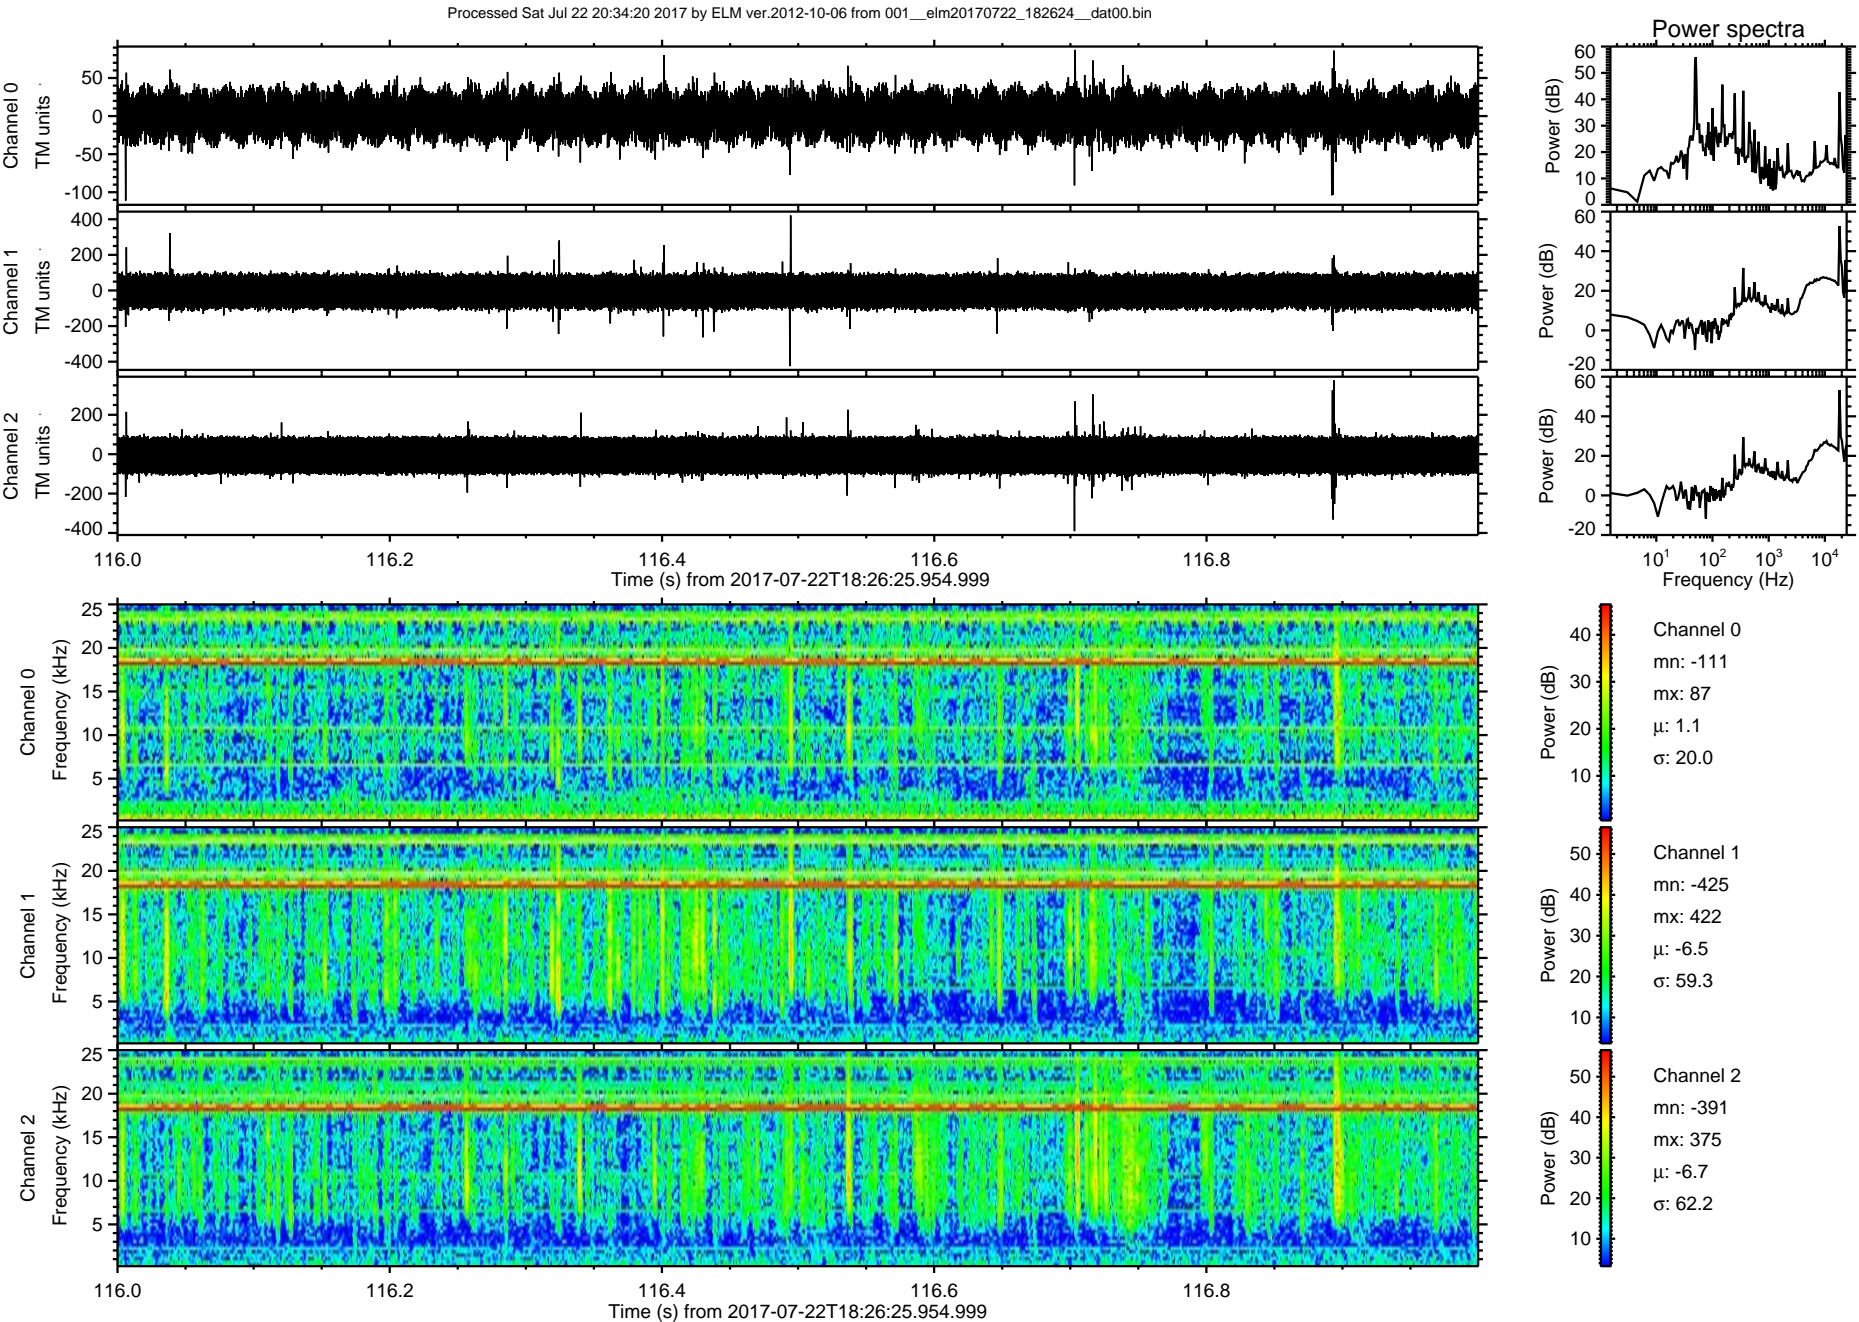 Processed Sat Jul 22 20:34:20 2017 by ELM ver.2012-10-06 from 001__elm20170722_182624__dat00.bin
Power spectra
Channel 0
TM units
50
0
-50
-100
Power (dB)
60
50
40
30
20
10
0
Channel 1
TM units
400
200
0
-200
-400
Power (dB)
60
40
20
0
-20
Channel 2
TM units
200
0
-200
-400
Power (dB)
60
40
20
0
-20
116.0 116.2 116.4 116.6 116.8
Time (s) from 2017-07-22T18:26:25.954.999
10¹ 10² 10³ 10⁴
Frequency (Hz)
Channel 0
Frequency (kHz)
25
20
15
10
5
Power (dB)
40
30
20
10
Channel 0
mn: -111
mx: 87
μ: 1.1
σ: 20.0
Channel 1
Frequency (kHz)
25
20
15
10
5
Power (dB)
50
40
30
20
10
Channel 1
mn: -425
mx: 422
μ: -6.5
σ: 59.3
Channel 2
Frequency (kHz)
25
20
15
10
5
Power (dB)
50
40
30
20
10
Channel 2
mn: -391
mx: 375
μ: -6.7
σ: 62.2
116.0 116.2 116.4 116.6 116.8
Time (s) from 2017-07-22T18:26:25.954.999